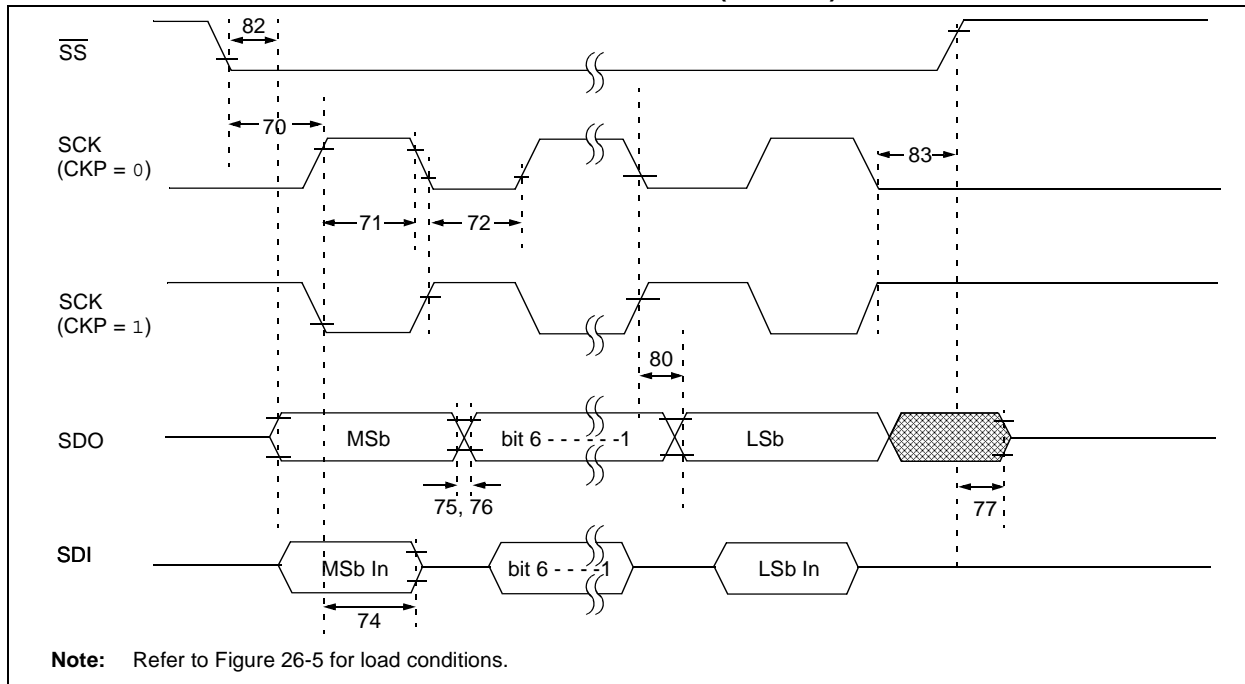 82
SS
70
SCK
(CKP = 0)
83
71
72
SCK
(CKP = 1)
80
SDO
MSb
bit 6 - - - - - -1
LSb
75, 76
77
SDI
MSb In
bit 6 - - - -1
LSb In
74
Note: Refer to Figure 26-5 for load conditions.